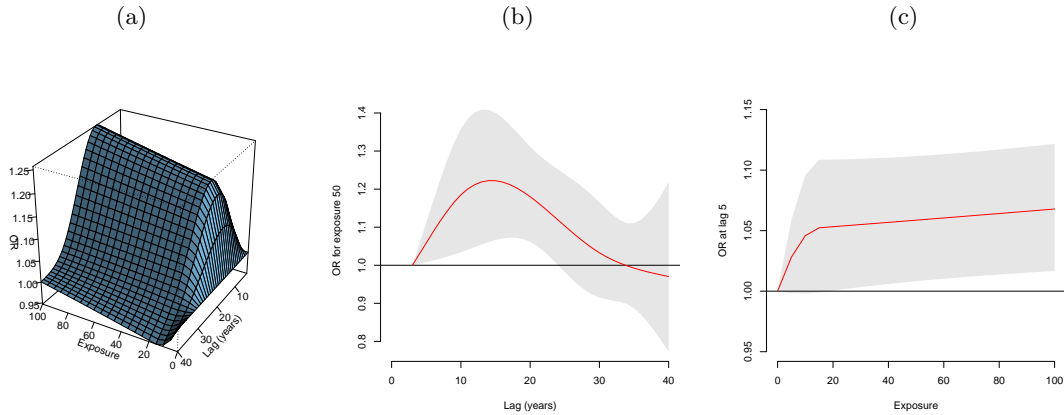 (a)
(b)
(c)
1.25
1.20
1.15
1.10
1.05
1.00
0.95
OR
100
80
60
40
20
0
Exposure
40
30
20
10
Lag (years)
1.4
1.3
1.2
1.1
1.0
0.9
0.8
OR for exposure 50
0 10 20 30 40
Lag (years)
1.15
1.10
1.05
1.00
0.95
OR at lag 5
0 20 40 60 80 100
Exposure